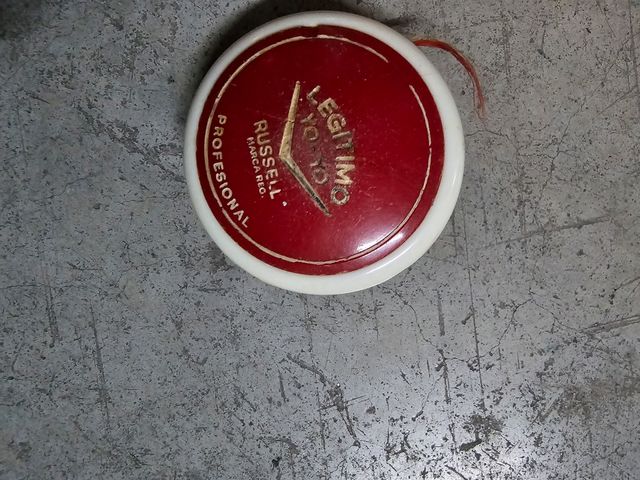 LEGITIMO
YO-YO
RUSSELL
MARCA REG.
PROFESIONAL